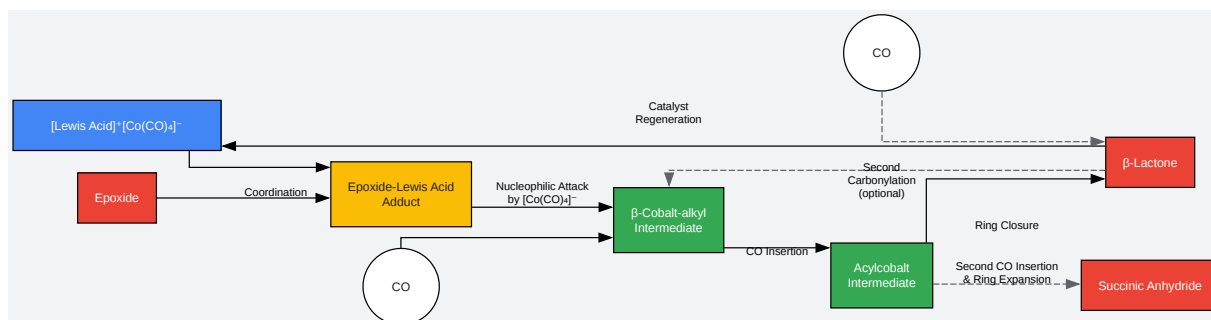 CO
Catalyst
Regeneration
[Lewis Acid]⁺[Co(CO)₄]⁻
β-Lactone
Epoxide
Coordination
Epoxide-Lewis Acid
Adduct
Nucleophilic Attack
by [Co(CO)₄]⁻
Second
Carbonylation
(optional)
β-Cobalt-alkyl
Intermediate
Ring Closure
CO Insertion
CO
Acylcobalt
Intermediate
Second CO Insertion
& Ring Expansion
Succinic Anhydride